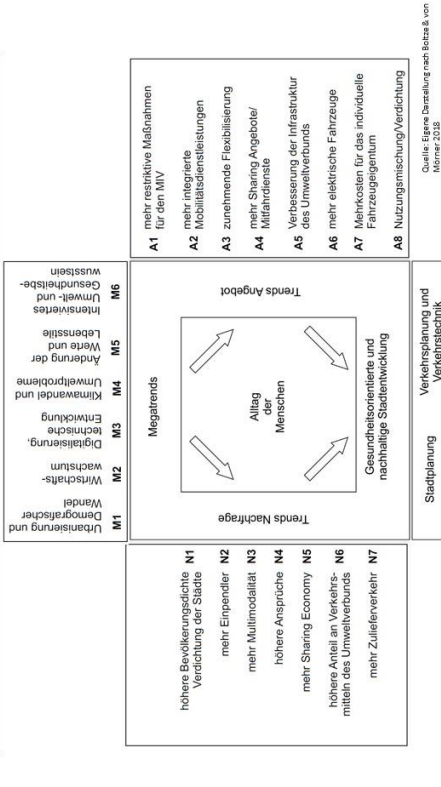 M1 Urbanisierung und
Demografischer
Wandel
M2 Wirtschafts-
wachstum
M3 Digitalisierung,
technische
Entwicklung
M4 Klimawandel und
Umweltprobleme
M5 Änderung der
Werte und
Lebensstile
M6 Intensiviertes
Umwelt- und
Gesundheitsbe-
wusstsein
höhere Bevölkerungsdichte N1
Verdichtung der Städte
mehr Einpendler N2
mehr Multimodalität N3
höhere Ansprüche N4
mehr Sharing Economy N5
höhere Anteil an Verkehrs- N6
mitteln des Umweltverbunds
mehr Zulieferverkehr N7
Trends Nachfrage
Megatrends
Alltag
der
Menschen
Gesundheitsorientierte und
nachhaltige Stadtentwicklung
Trends Angebot
A1 mehr restriktive Maßnahmen
für den MIV
A2 mehr integrierte
Mobilitätsdienstleistungen
A3 zunehmende Flexibilisierung
A4 mehr Sharing Angebote/
Mitfahrdienste
A5 Verbesserung der Infrastruktur
des Umweltverbunds
A6 mehr elektrische Fahrzeuge
A7 Mehrkosten für das individuelle
Fahrzeugeigentum
A8 Nutzungsmischung/Verdichtung
Stadtplanung
Verkehrsplanung und
Verkehrstechnik
Quelle: Eigene Darstellung nach Boltze & von
Mörner 2018